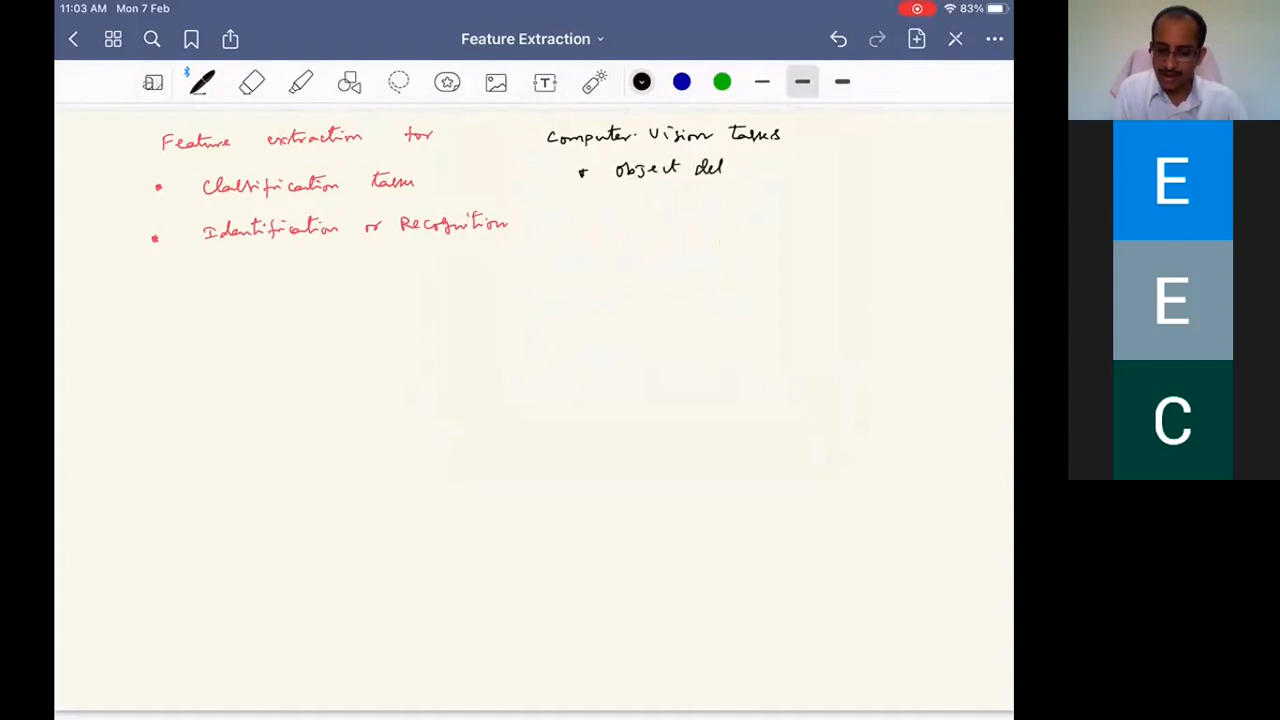 11:03 AM Mon 7 Feb
83%
Feature Extraction
T
Feature extraction for
• Classification tasks
• Identification or Recognition
Computer Vision tasks
• object det
E
E
C